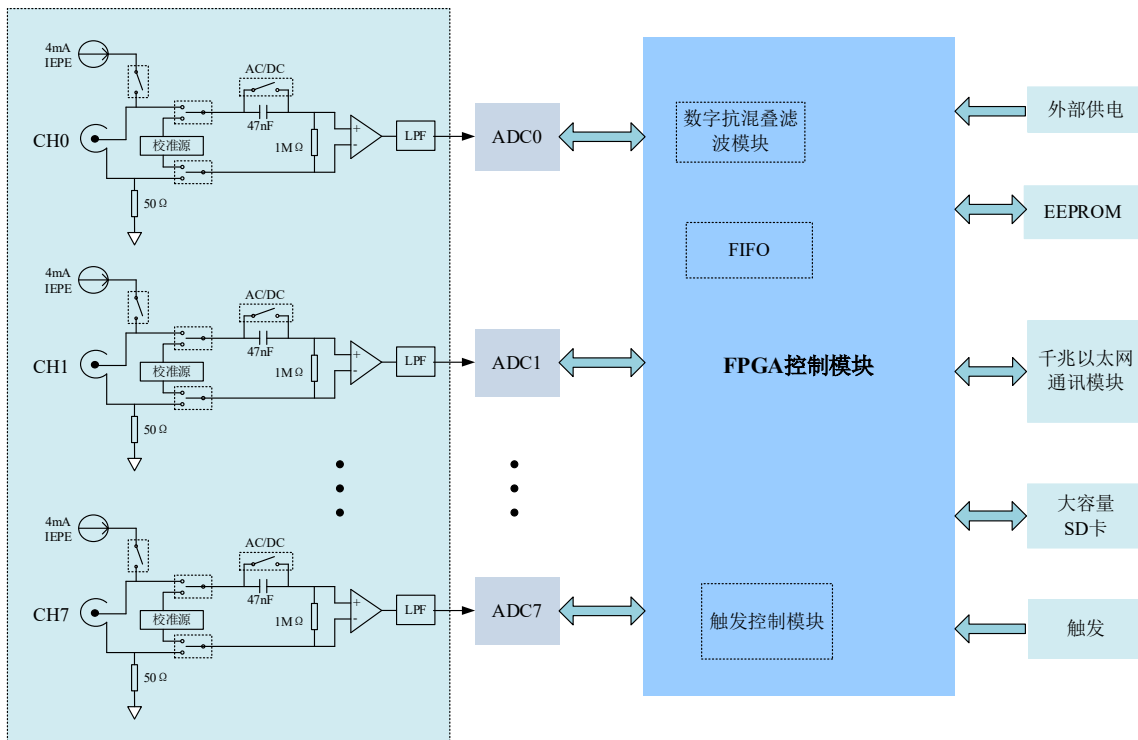 4mA
IEPE
AC/DC
47nF
CH0
校准源
1MΩ
+
-
LPF
50Ω
ADC0
4mA
IEPE
AC/DC
47nF
CH1
校准源
1MΩ
+
-
LPF
50Ω
ADC1
4mA
IEPE
AC/DC
47nF
CH7
校准源
1MΩ
+
-
LPF
50Ω
ADC7
数字抗混叠滤
波模块
FIFO
FPGA控制模块
触发控制模块
外部供电
EEPROM
千兆以太网
通讯模块
大容量
SD卡
触发